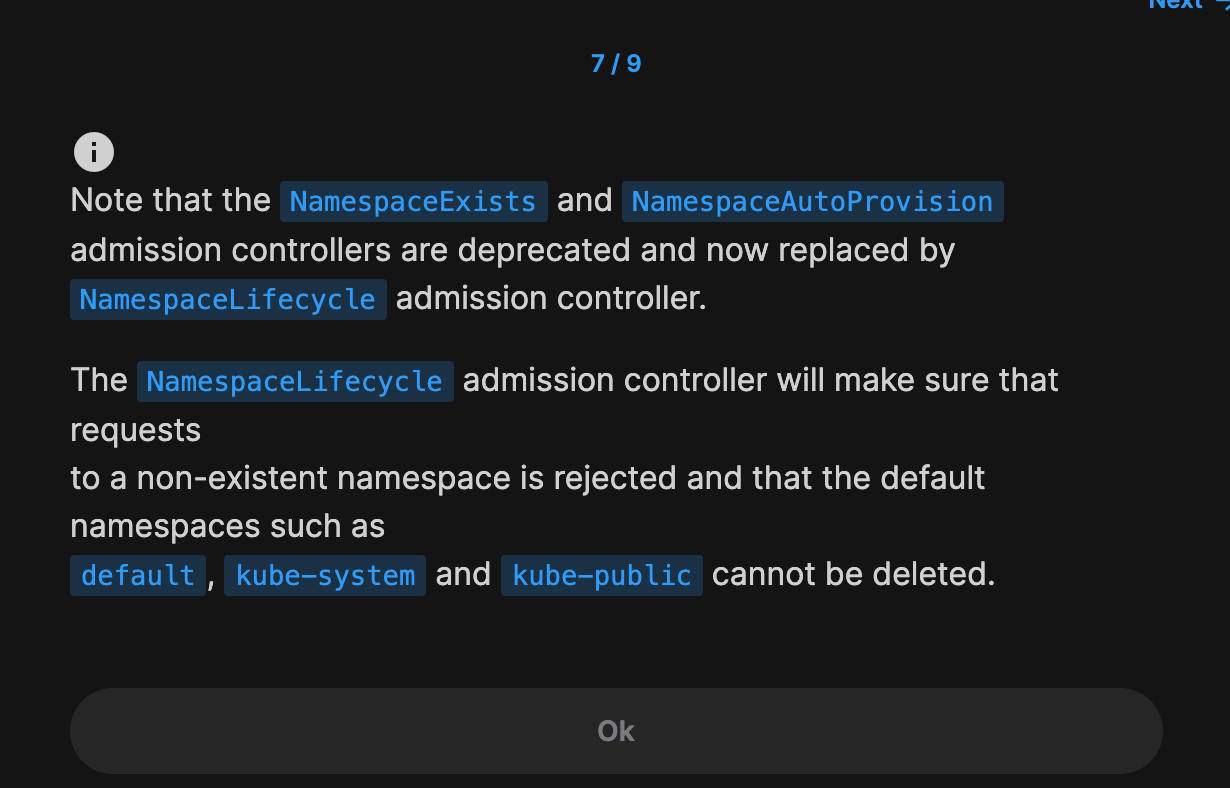 Next →
7 / 9
Note that the NamespaceExists and NamespaceAutoProvision
admission controllers are deprecated and now replaced by
NamespaceLifecycle admission controller.
The NamespaceLifecycle admission controller will make sure that
requests
to a non-existent namespace is rejected and that the default
namespaces such as
default, kube-system and kube-public cannot be deleted.
Ok